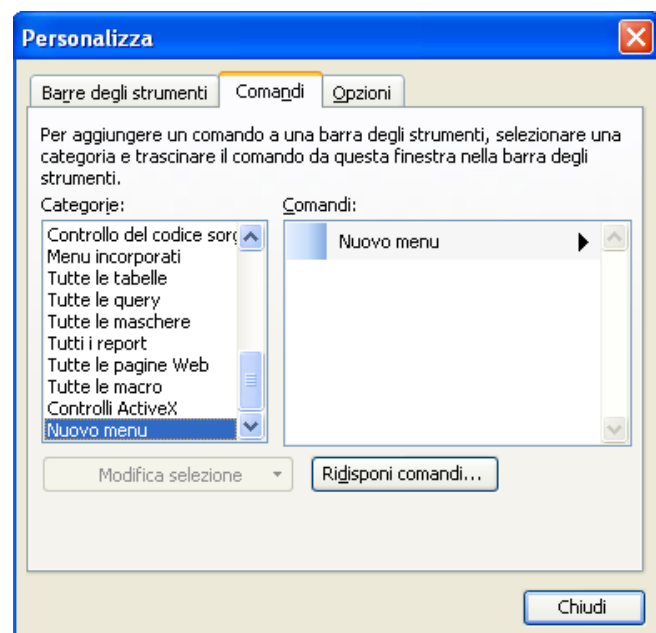 Personalizza
Barre degli strumenti
Comandi
Opzioni
Per aggiungere un comando a una barra degli strumenti, selezionare una
categoria e trascinare il comando da questa finestra nella barra degli
strumenti.
Categorie:
Comandi:
Controllo del codice sorg
Menu incorporati
Tutte le tabelle
Tutte le query
Tutte le maschere
Tutti i report
Tutte le pagine Web
Tutte le macro
Controlli ActiveX
Nuovo menu
Nuovo menu
Modifica selezione
Ridisponi comandi...
Chiudi